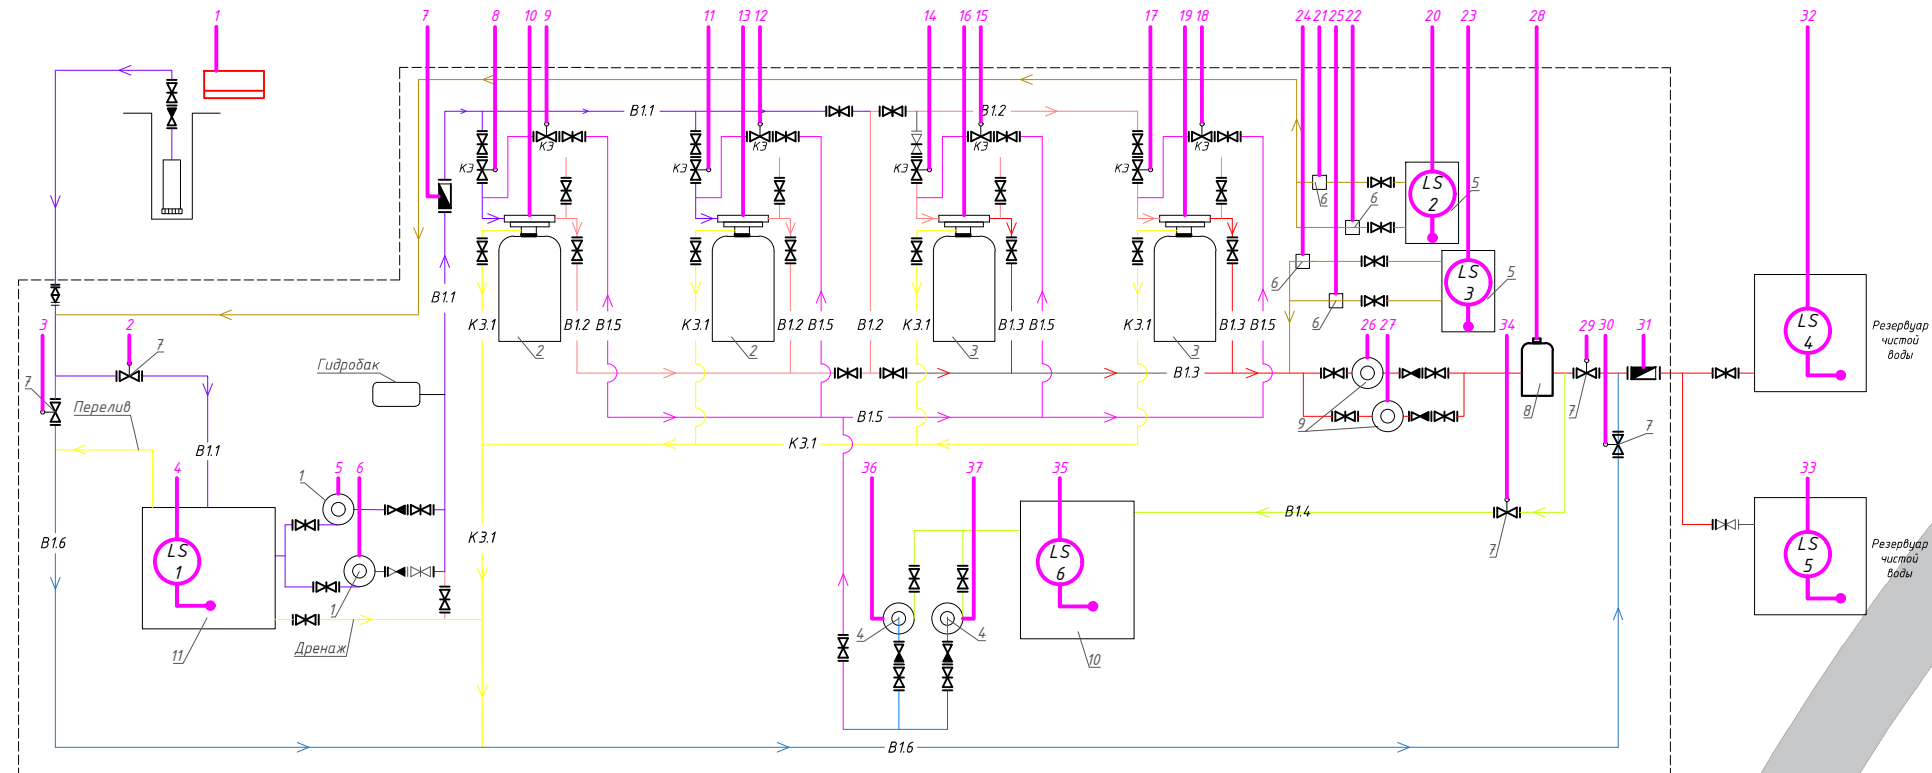 1 7 8 10 9 11 13 12 14 16 15 17 19 18 24 21 25 22 20 23 28 32
В1.1 В1.2
КЗ КЗ КЗ КЗ
КЗ КЗ КЗ КЗ
LS
2
5
6 6
В1.1
LS
3
5
6
6
3 2
7
7
К3.1 В1.2 В1.5 К3.1 В1.2 В1.5 В1.2 К3.1 В1.3 В1.5 К3.1 В1.3 В1.5
2 2 3 3
34 26 27 29 30 31
LS
4
Резервуар
чистой
воды
Гидробак
В1.3
7
Перелив
В1.5
9 8
7
К3.1
В1.1
4 5 6
1
36 37 35 33
В1.6
К3.1
В1.4
7
LS
1
LS
6
LS
5
Резервуар
чистой
воды
1
4 4
11
Дренаж
10
В1.6